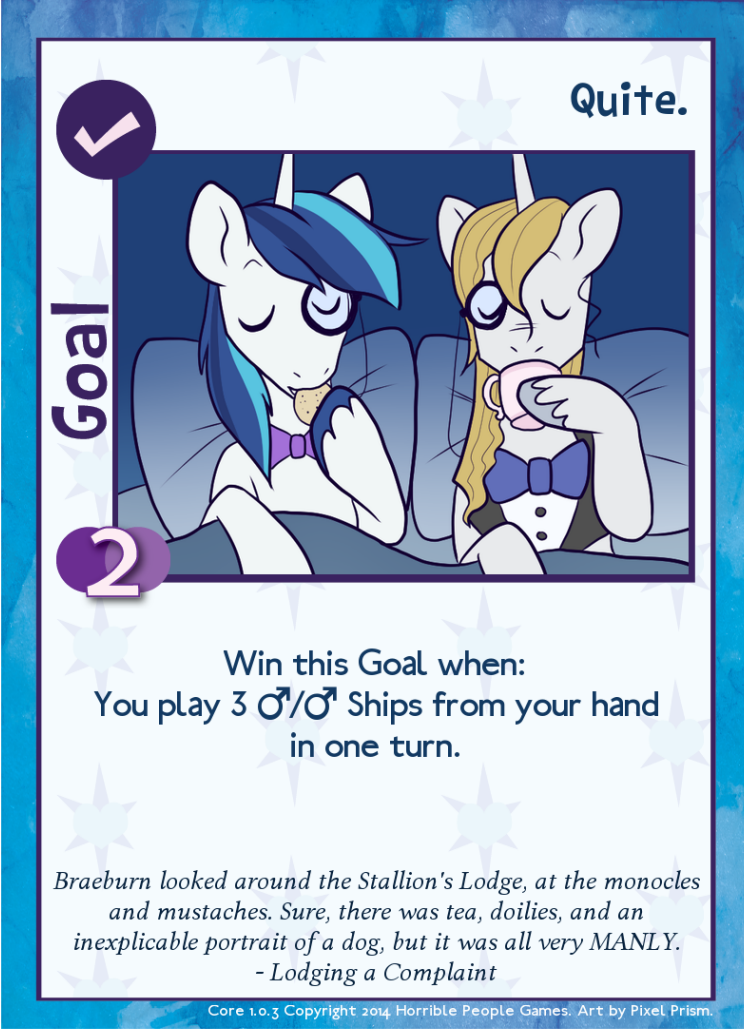 Quite.
Goal
2
Win this Goal when:
You play 3 ♂/♂ Ships from your hand
in one turn.
Braeburn looked around the Stallion's Lodge, at the monocles
and mustaches. Sure, there was tea, doilies, and an
inexplicable portrait of a dog, but it was all very MANLY.
- Lodging a Complaint
Core 1.0.3 Copyright 2014 Horrible People Games. Art by Pixel Prism.